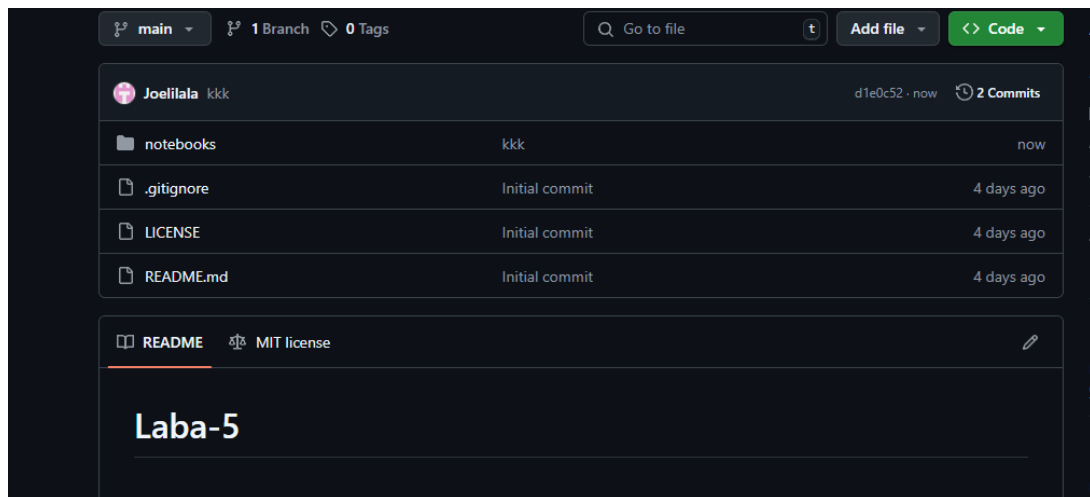 main 1 Branch 0 Tags Go to file t Add file <> Code
Joelilala kkk d1e0c52 · now 2 Commits
notebooks kkk now
.gitignore Initial commit 4 days ago
LICENSE Initial commit 4 days ago
README.md Initial commit 4 days ago
README MIT license
Laba-5